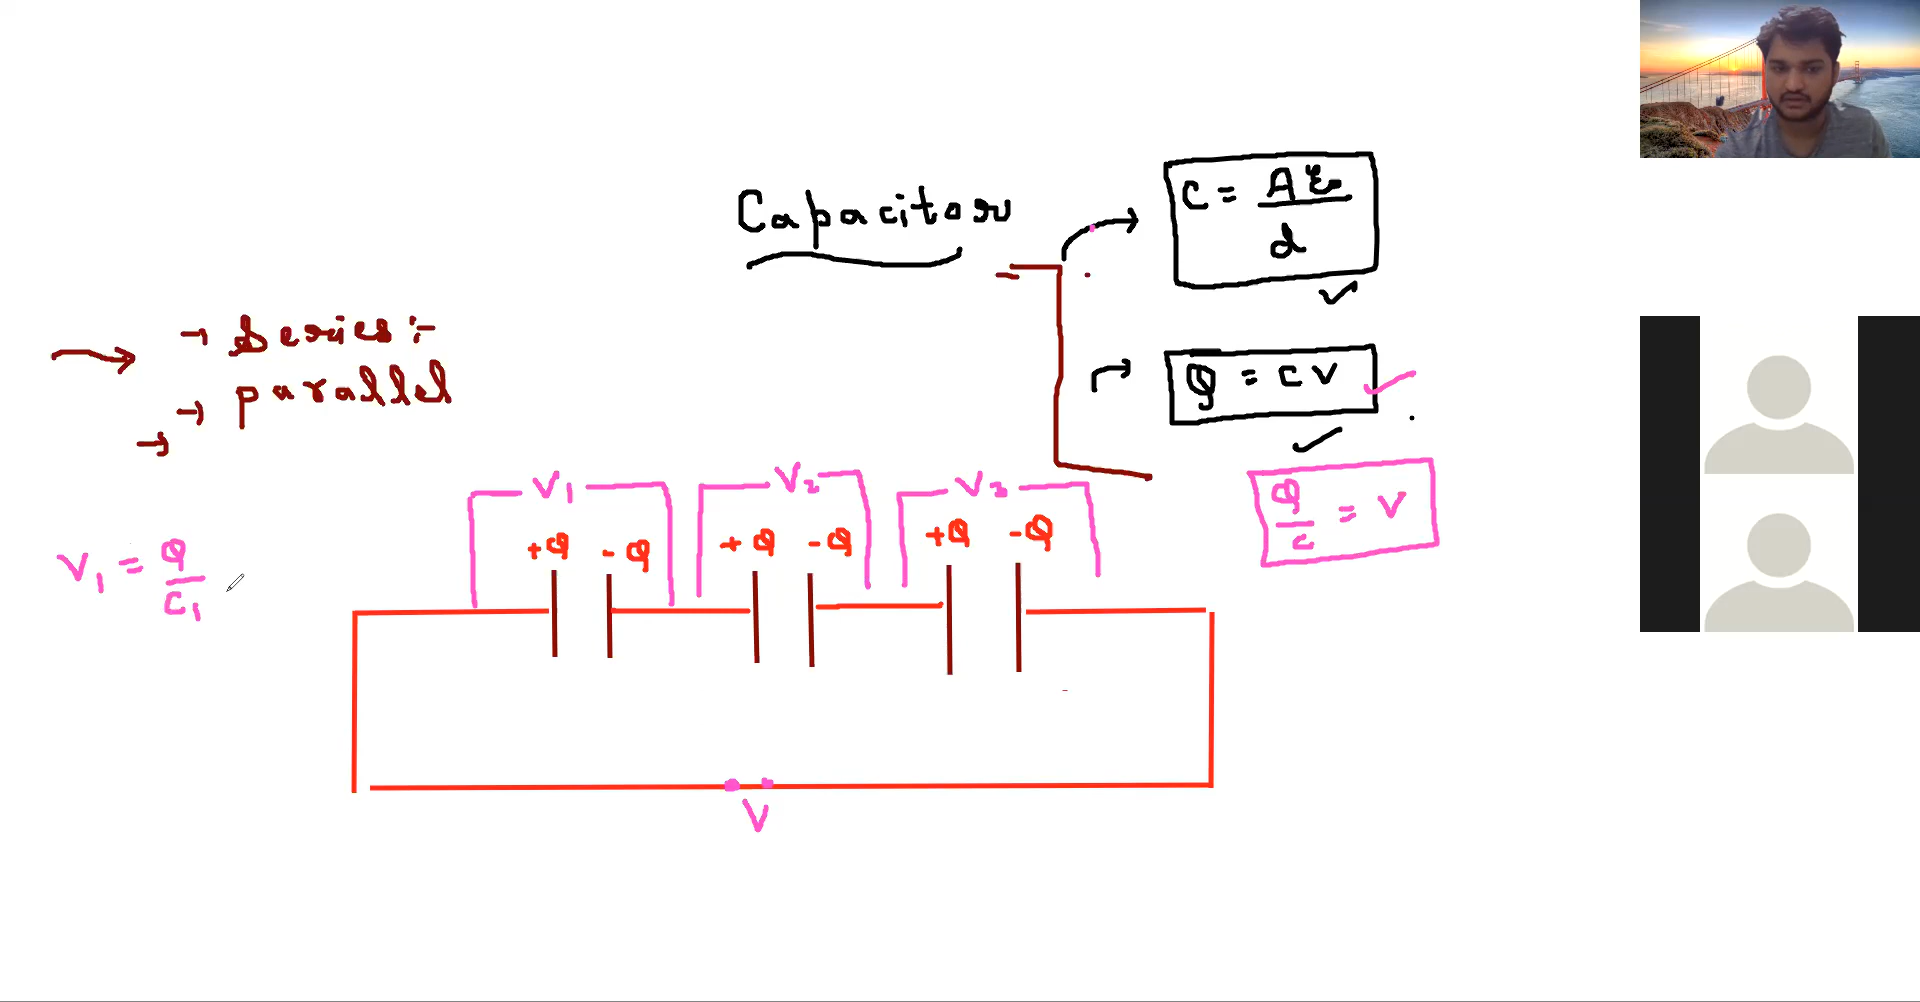 Capacitor
C = Aε₀/d
→ Series :-
→ parallel
→
Q = CV
V₁ V₂ V₃
Q/C = V
+Q -Q +Q -Q +Q -Q
V₁ = Q/C₁
V